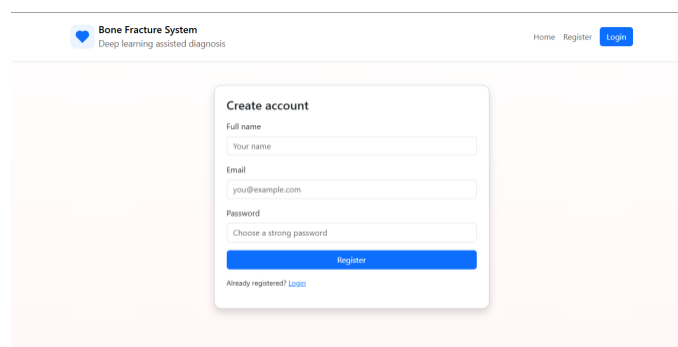 Bone Fracture System
Deep learning assisted diagnosis
Home Register Login
Create account
Full name
Your name
Email
you@example.com
Password
Choose a strong password
Register
Already registered? Login